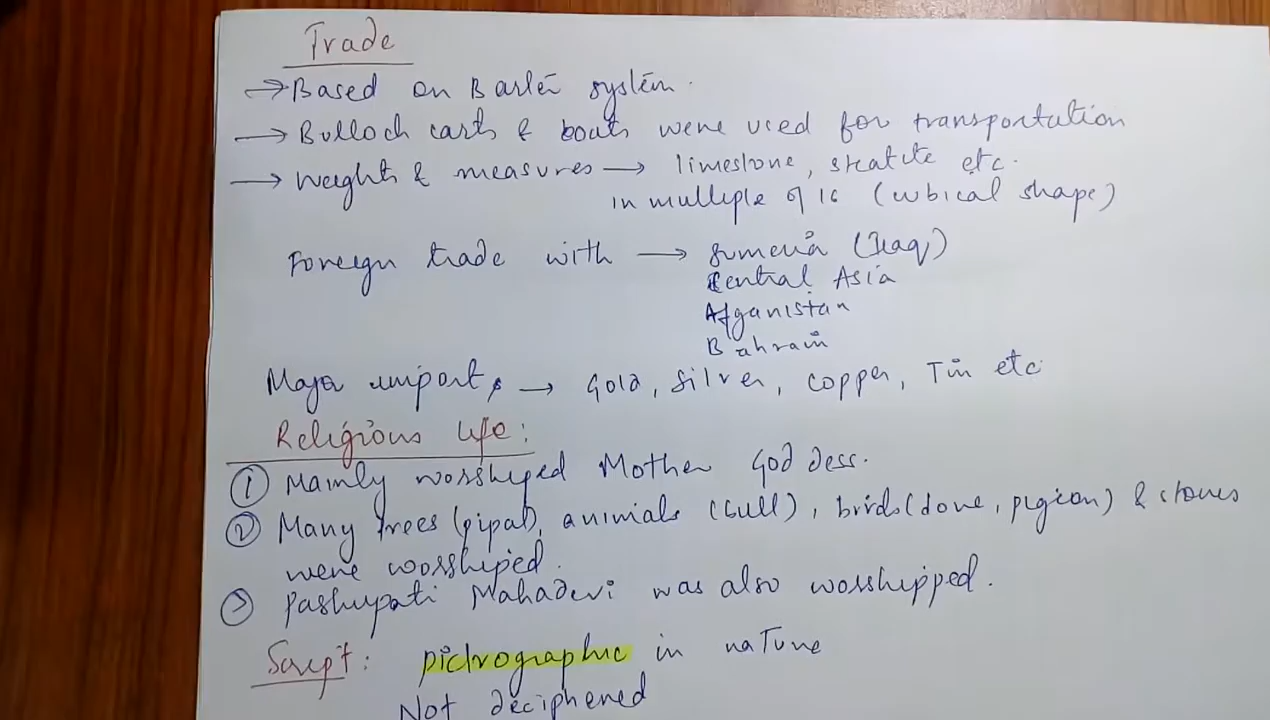 Trade
→ Based on Barter system.
→ Bulloch carts & boats were used for transportation
→ Weights & measures → limestone, steatite etc.
in multiple of 16 (cubical shape)
Foreign trade with → Sumeria (Iraq)
Central Asia
Afganistan
Bahrain
Major imports → Gold, Silver, Copper, Tin etc
Religious life:
① Mainly worshiped Mother Goddess.
② Many trees (pipal), animals (bull), birds (dove, pigeon) & stones
were worshiped.
③ Pashupati Mahadevi was also worshipped.
Script: pictrographic in nature
Not deciphered